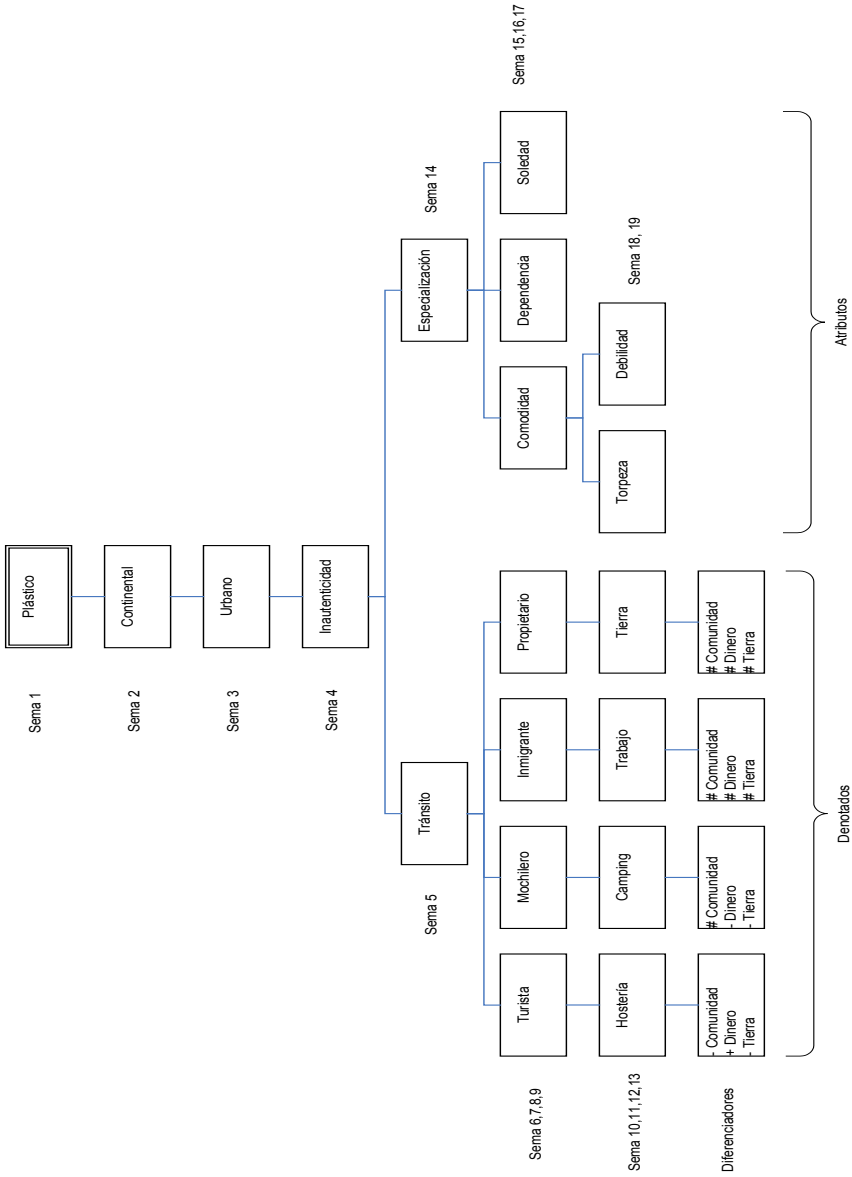 Plástico
Sema 1
Continental
Sema 2
Urbano
Sema 3
Inautenticidad
Sema 4
Tránsito
Sema 5
Especialización
Sema 14
Sema 6,7,8,9
Turista
Mochilero
Inmigrante
Propietario
Comodidad
Dependencia
Soledad
Sema 15,16,17
Sema 10,11,12,13
Hostería
Camping
Trabajo
Tierra
Torpeza
Debilidad
Sema 18, 19
Diferenciadores
- Comunidad
+ Dinero
- Tierra
# Comunidad
- Dinero
- Tierra
# Comunidad
# Dinero
# Tierra
# Comunidad
# Dinero
# Tierra
Denotados
Atributos